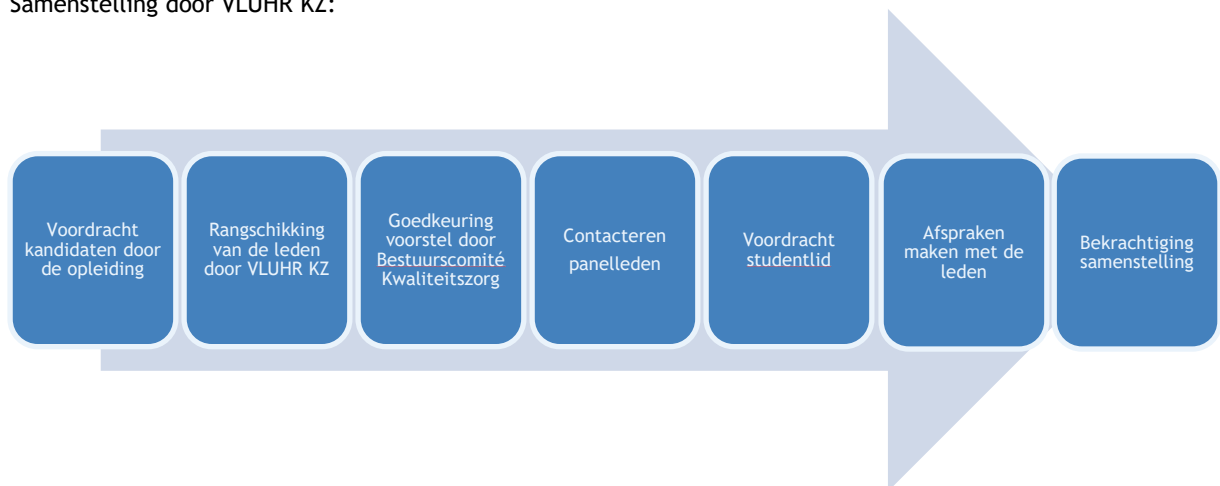 Samenstelling door VLUHR KZ:
Voordracht
kandidaten door
de opleiding
Rangschikking
van de leden
door VLUHR KZ
Goedkeuring
voorstel door
Bestuurscomité
Kwaliteitszorg
Contacteren
panelleden
Voordracht
studentlid
Afspraken
maken met de
leden
Bekrachtiging
samenstelling